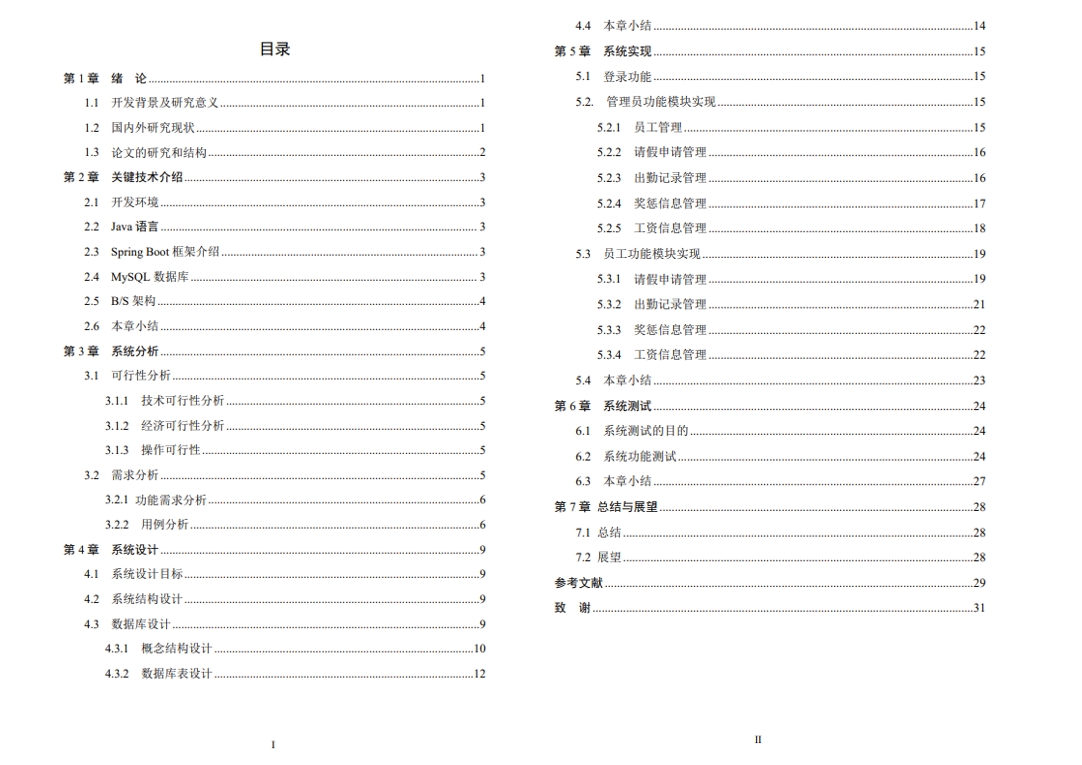 目录
第 1 章 绪 论 1
1.1 开发背景及研究意义 1
1.2 国内外研究现状 1
1.3 论文的研究和结构 2
第 2 章 关键技术介绍 3
2.1 开发环境 3
2.2 Java 语言 3
2.3 Spring Boot 框架介绍 3
2.4 MySQL 数据库 3
2.5 B/S 架构 4
2.6 本章小结 4
第 3 章 系统分析 5
3.1 可行性分析 5
3.1.1 技术可行性分析 5
3.1.2 经济可行性分析 5
3.1.3 操作可行性 5
3.2 需求分析 5
3.2.1 功能需求分析 6
3.2.2 用例分析 6
第 4 章 系统设计 9
4.1 系统设计目标 9
4.2 系统结构设计 9
4.3 数据库设计 9
4.3.1 概念结构设计 10
4.3.2 数据库表设计 12
I
4.4 本章小结 14
第 5 章 系统实现 15
5.1 登录功能 15
5.2. 管理员功能模块实现 15
5.2.1 员工管理 15
5.2.2 请假申请管理 16
5.2.3 出勤记录管理 16
5.2.4 奖惩信息管理 17
5.2.5 工资信息管理 18
5.3 员工功能模块实现 19
5.3.1 请假申请管理 19
5.3.2 出勤记录管理 21
5.3.3 奖惩信息管理 22
5.3.4 工资信息管理 22
5.4 本章小结 23
第 6 章 系统测试 24
6.1 系统测试的目的 24
6.2 系统功能测试 24
6.3 本章小结 27
第 7 章 总结与展望 28
7.1 总结 28
7.2 展望 28
参考文献 29
致 谢 31
II